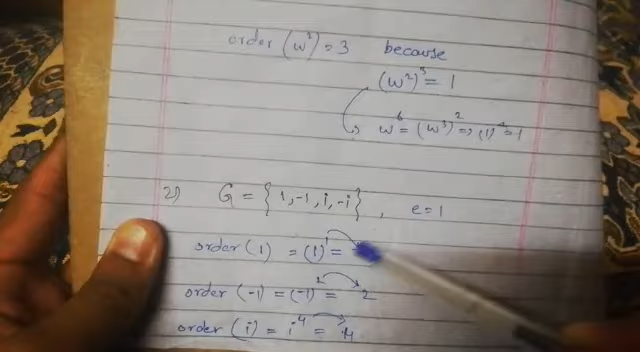 order (w²) = 3 because
(w²)³ = 1
w⁶ = (w³)² => (1)² = 1
2) G = {1, -1, i, -i}, e = 1
order (1) = (1)¹ =
order (-1) = (-1)² = 2
order (i) = i⁴ = 4